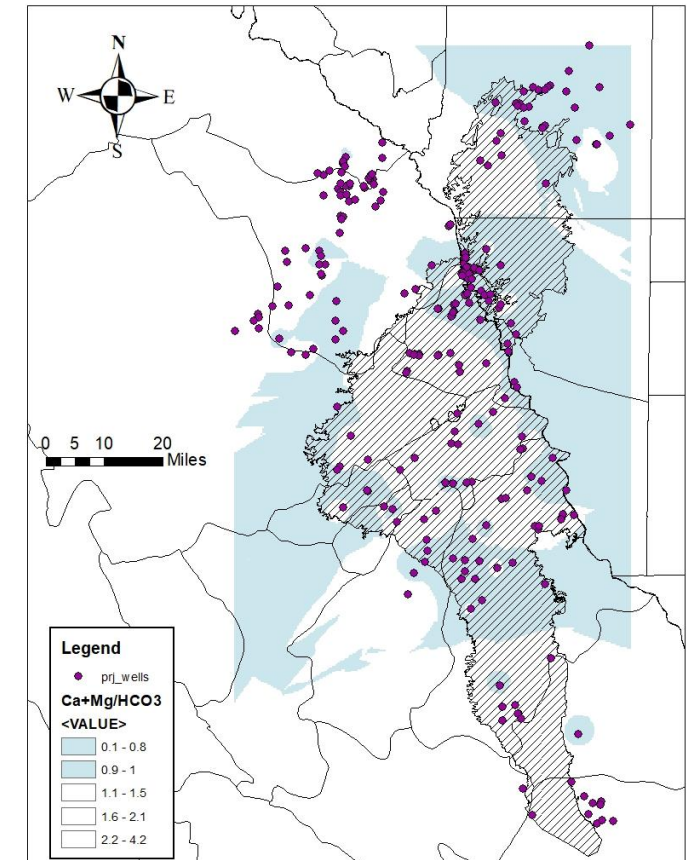 N
W E
S
0 5 10 20
Miles
Legend
prj_wells
Ca+Mg/HCO3
<VALUE>
0.1 - 0.8
0.9 - 1
1.1 - 1.5
1.6 - 2.1
2.2 - 4.2